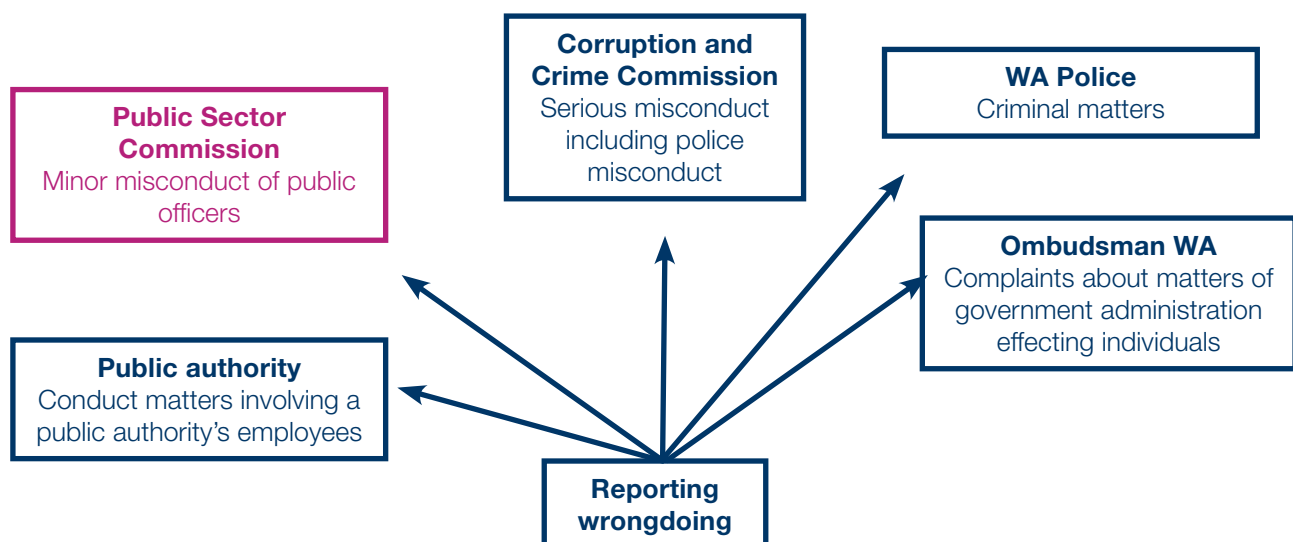 Corruption and
Crime Commission
Serious misconduct
including police
misconduct
WA Police
Criminal matters
Public Sector
Commission
Minor misconduct of public
officers
Ombudsman WA
Complaints about matters of
government administration
effecting individuals
Public authority
Conduct matters involving a
public authority’s employees
Reporting
wrongdoing